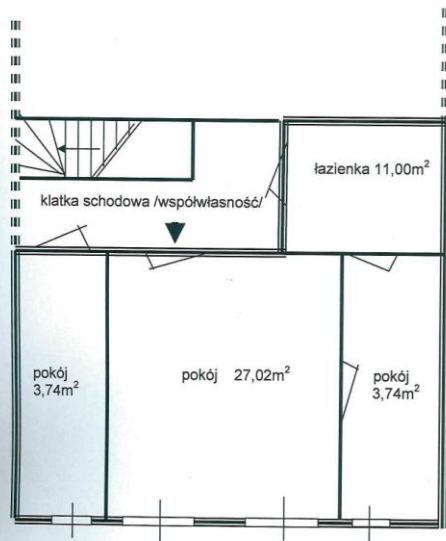 łazienka 11,00m²
klatka schodowa /współwłasność/
pokój
3,74m²
pokój 27,02m²
pokój
3,74m²